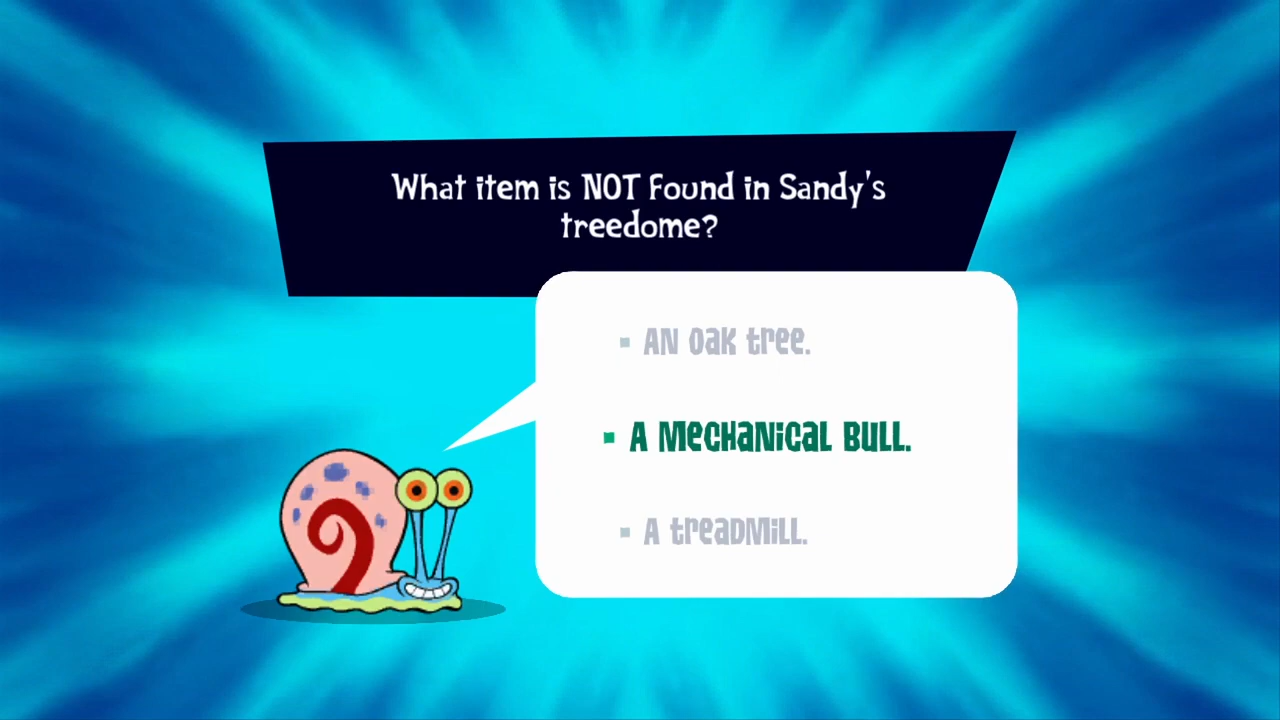 What item is NOT Found in Sandy's
treedome?
AN Oak tree.
A MeCHANiCAL BULL.
A treadMiLL.